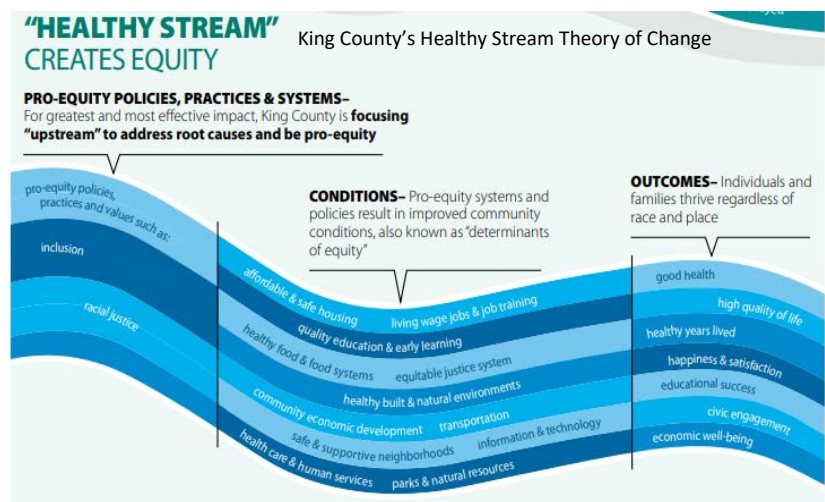 "HEALTHY STREAM"
CREATES EQUITY
King County's Healthy Stream Theory of Change
PRO-EQUITY POLICIES, PRACTICES & SYSTEMS–
For greatest and most effective impact, King County is focusing
"upstream" to address root causes and be pro-equity
CONDITIONS– Pro-equity systems and
policies result in improved community
conditions, also known as "determinants
of equity"
OUTCOMES– Individuals and
families thrive regardless of
race and place
pro-equity policies,
practices and values such as:
inclusion
racial justice
affordable & safe housing
living wage jobs & job training
quality education & early learning
healthy food & food systems
equitable justice system
healthy built & natural environments
community economic development
transportation
safe & supportive neighborhoods
information & technology
health care & human services
parks & natural resources
good health
high quality of life
healthy years lived
happiness & satisfaction
educational success
civic engagement
economic well-being